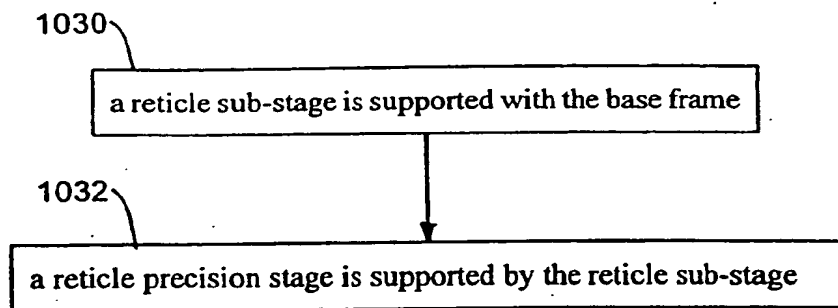 1030
a reticle sub-stage is supported with the base frame
1032
a reticle precision stage is supported by the reticle sub-stage